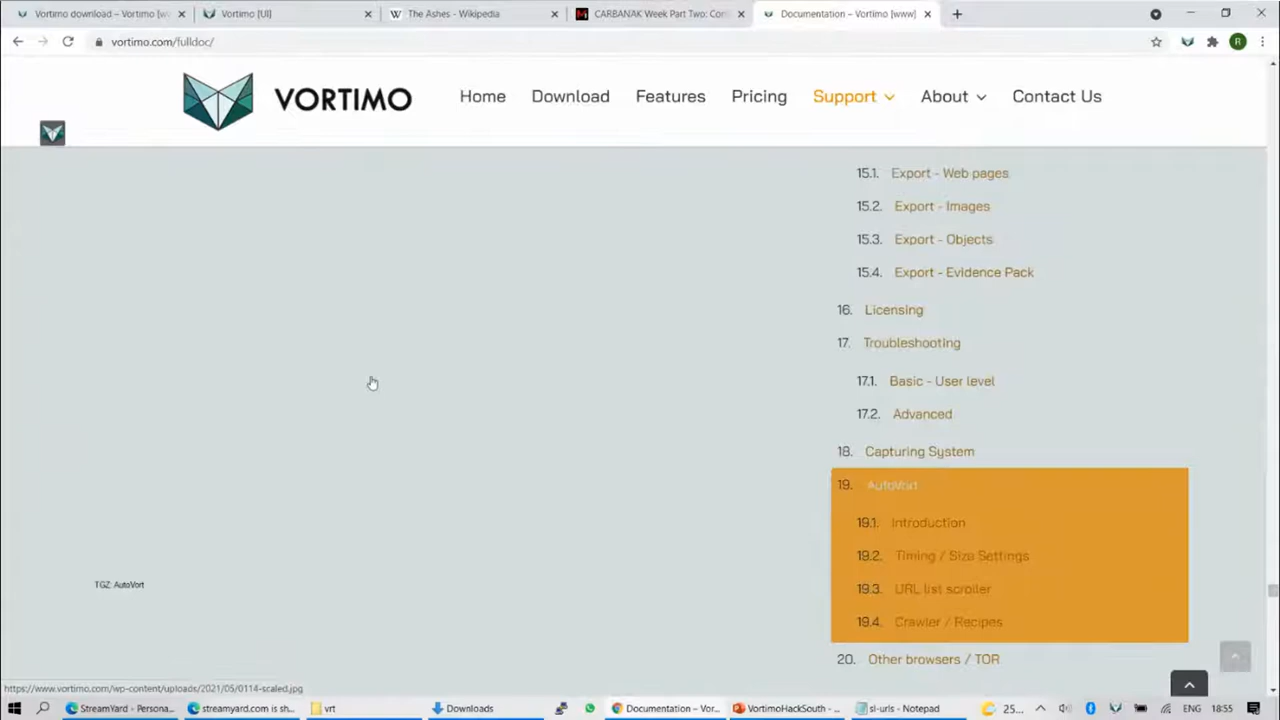 Vortimo download – Vortimo [ww
Vortimo [UI]
The Ashes - Wikipedia
CARBANAK Week Part Two: Con
Documentation – Vortimo [www]
vortimo.com/fulldoc/
R
VORTIMO
Home
Download
Features
Pricing
Support
About
Contact Us
15.1. Export - Web pages
15.2. Export - Images
15.3. Export - Objects
15.4. Export - Evidence Pack
16. Licensing
17. Troubleshooting
17.1. Basic - User level
17.2. Advanced
18. Capturing System
19. AutoVort
19.1. Introduction
19.2. Timing / Size Settings
19.3. URL list scroller
19.4. Crawler / Recipes
20. Other browsers / TOR
TGZ: AutoVort
https://www.vortimo.com/wp-content/uploads/2021/05/0114-scaled.jpg
StreamYard - Persona...
streamyard.com is sh...
vrt
Downloads
Documentation – Vor...
VortimoHackSouth - ...
sl-urls - Notepad
25...
ENG
18:55